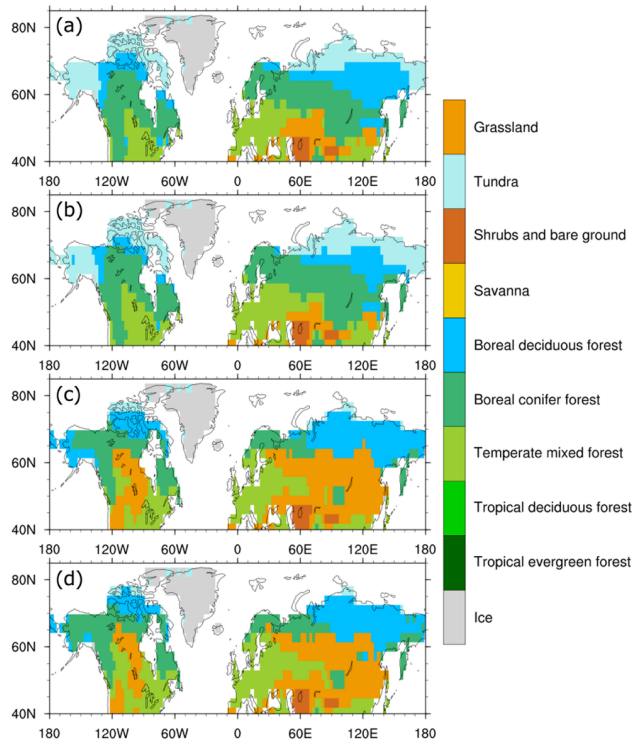 (a)
80N
60N
40N
180 120W 60W 0 60E 120E 180
(b)
80N
60N
40N
180 120W 60W 0 60E 120E 180
(c)
80N
60N
40N
180 120W 60W 0 60E 120E 180
(d)
80N
60N
40N
180 120W 60W 0 60E 120E 180
Grassland
Tundra
Shrubs and bare ground
Savanna
Boreal deciduous forest
Boreal conifer forest
Temperate mixed forest
Tropical deciduous forest
Tropical evergreen forest
Ice